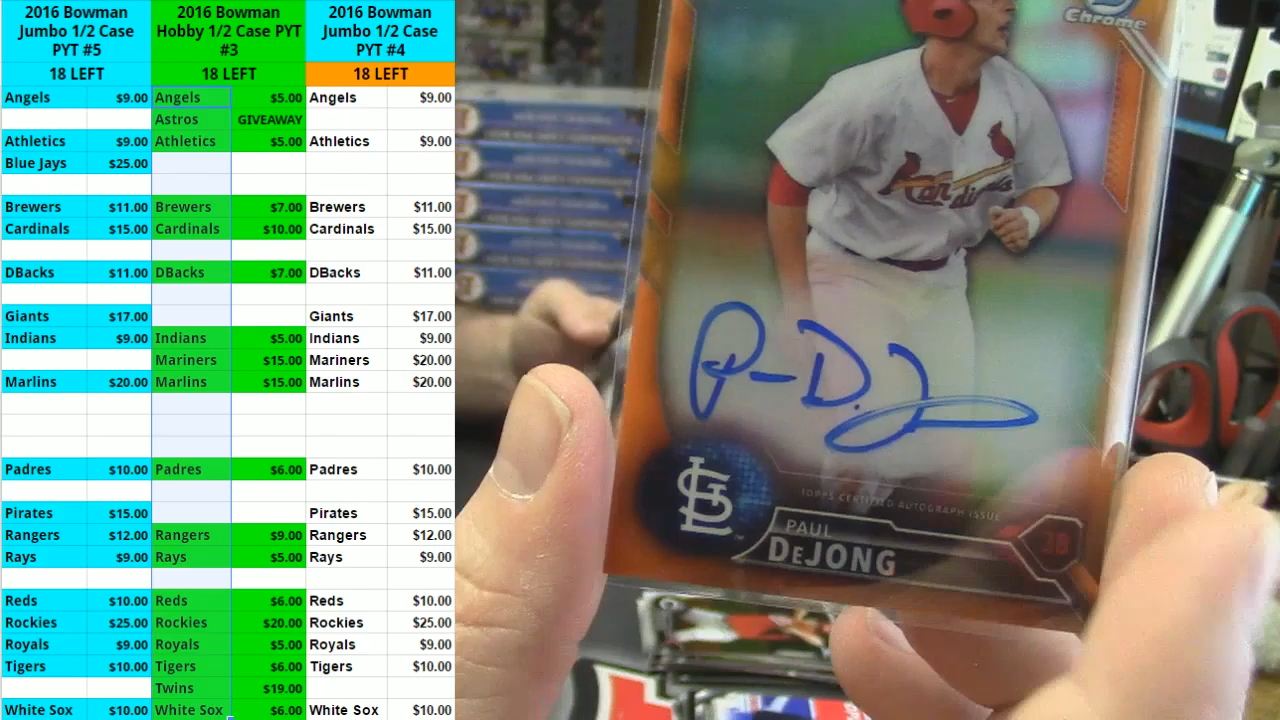 2016 Bowman Jumbo 1/2 Case PYT #5
2016 Bowman Hobby 1/2 Case PYT #3
2016 Bowman Jumbo 1/2 Case PYT #4
18 LEFT 18 LEFT 18 LEFT
Angels $9.00 Angels $5.00 Angels $9.00
Astros GIVEAWAY
Athletics $9.00 Athletics $5.00 Athletics $9.00
Blue Jays $25.00
Brewers $11.00 Brewers $7.00 Brewers $11.00
Cardinals $15.00 Cardinals $10.00 Cardinals $15.00
DBacks $11.00 DBacks $7.00 DBacks $11.00
Giants $17.00 Giants $17.00
Indians $9.00 Indians $5.00 Indians $9.00
Mariners $15.00 Mariners $20.00
Marlins $20.00 Marlins $15.00 Marlins $20.00
Padres $10.00 Padres $6.00 Padres $10.00
Pirates $15.00 Pirates $15.00
Rangers $12.00 Rangers $9.00 Rangers $12.00
Rays $9.00 Rays $5.00 Rays $9.00
Reds $10.00 Reds $6.00 Reds $10.00
Rockies $25.00 Rockies $20.00 Rockies $25.00
Royals $9.00 Royals $5.00 Royals $9.00
Tigers $10.00 Tigers $6.00 Tigers $10.00
Twins $19.00
White Sox $10.00 White Sox $6.00 White Sox $10.00
Chrome
Cardinals
P-D.J
STL
TOPPS CERTIFIED AUTOGRAPH ISSUE
PAUL
DEJONG